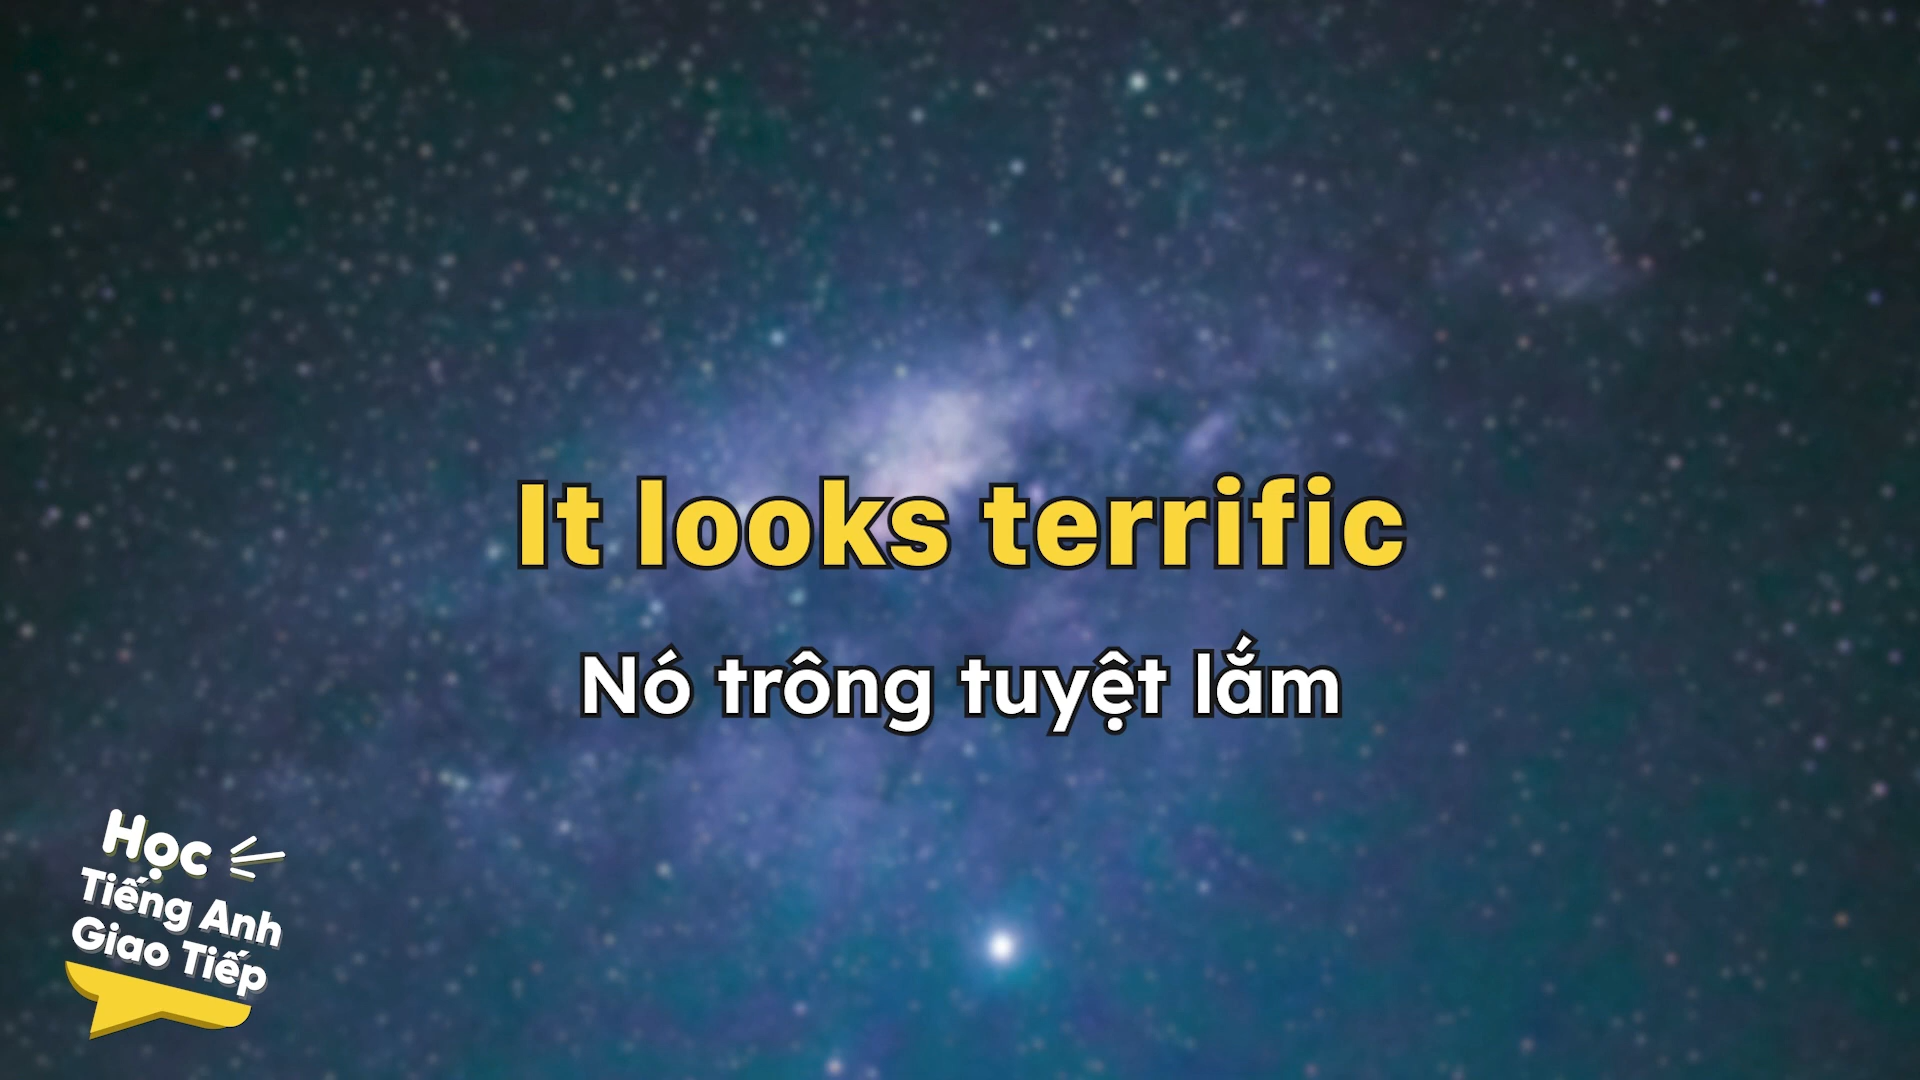 It looks terrific
Nó trông tuyệt lắm
Học
Tiếng Anh
Giao Tiếp